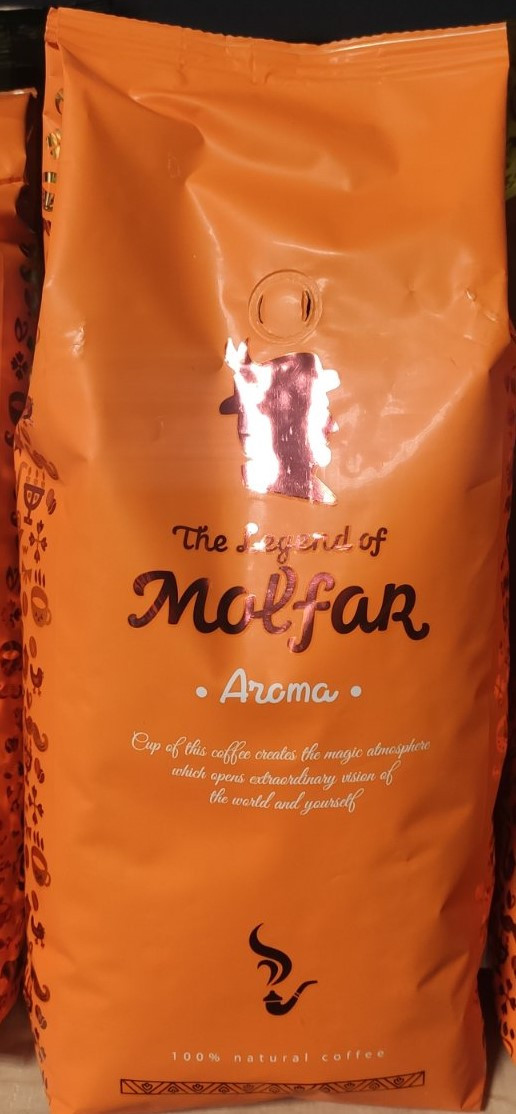 The Legend of
Molfar
• Aroma •
Cup of this coffee creates the magic atmosphere
which opens extraordinary vision of
the world and yourself
100% natural coffee